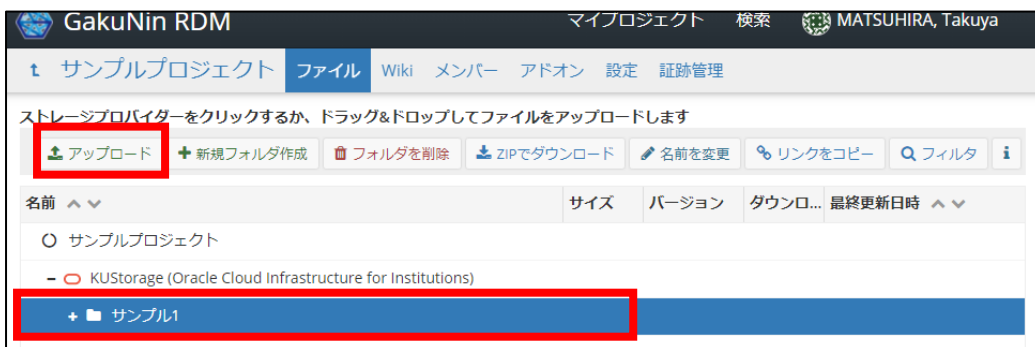 GakuNin RDM マイプロジェクト 検索 MATSUHIRA, Takuya
サンプルプロジェクト ファイル Wiki メンバー アドオン 設定 証跡管理
ストレージプロバイダーをクリックするか、ドラッグ&ドロップしてファイルをアップロードします
アップロード 新規フォルダ作成 フォルダを削除 ZIPでダウンロード 名前を変更 リンクをコピー フィルタ i
名前 サイズ バージョン ダウンロ... 最終更新日時
サンプルプロジェクト
KUStorage (Oracle Cloud Infrastructure for Institutions)
サンプル1